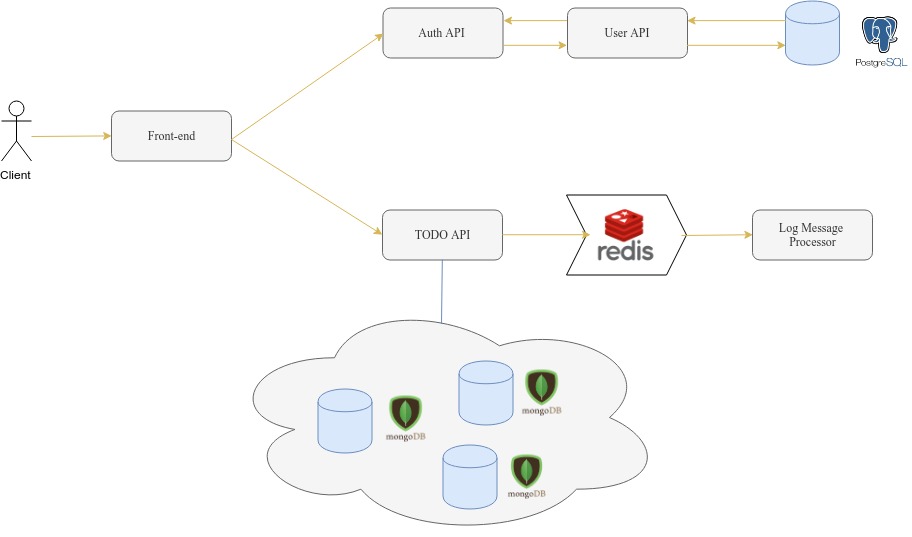 Auth API
User API
PostgreSQL
Front-end
Client
TODO API
redis
Log Message
Processor
mongoDB
mongoDB
mongoDB